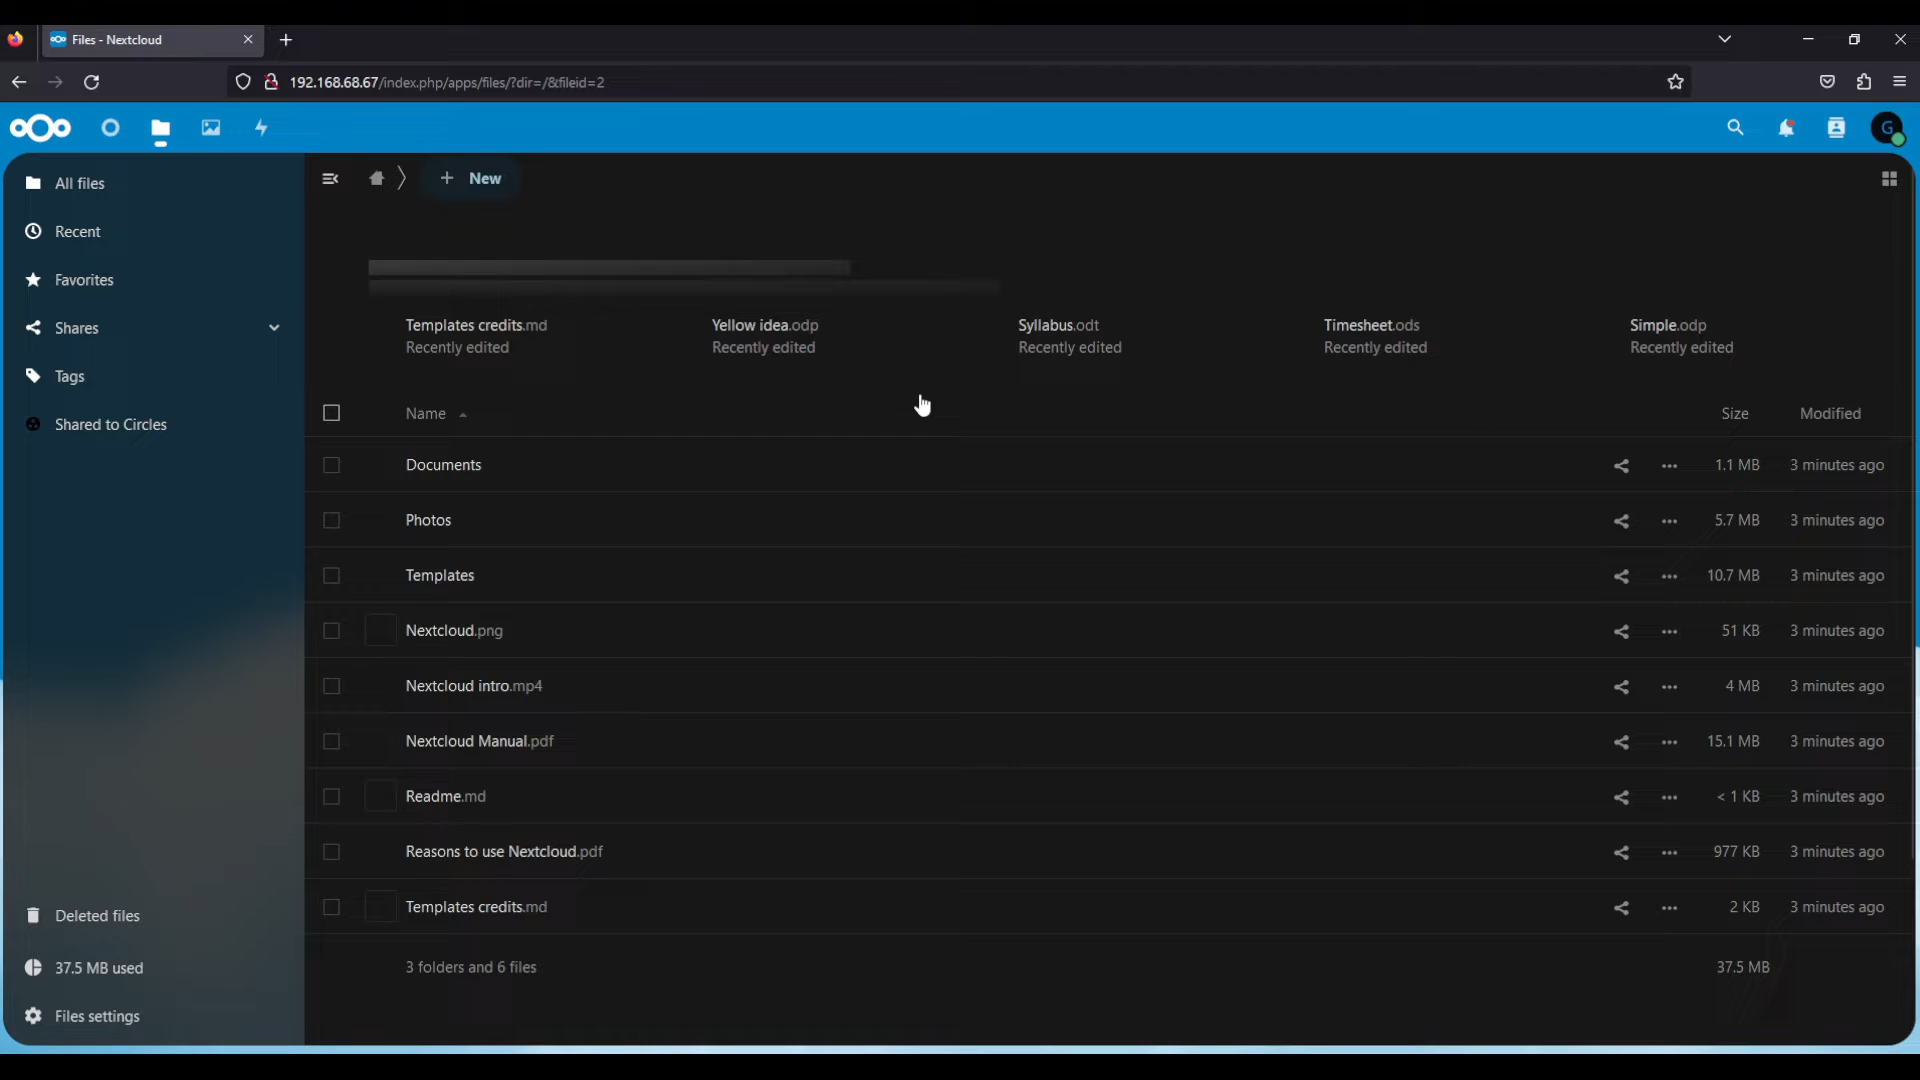 Files - Nextcloud
192.168.68.67/index.php/apps/files/?dir=/&fileid=2
G
All files
Recent
Favorites
Shares
Tags
Shared to Circles
Deleted files
37.5 MB used
Files settings
+ New
Templates credits.md
Recently edited
Yellow idea.odp
Recently edited
Syllabus.odt
Recently edited
Timesheet.ods
Recently edited
Simple.odp
Recently edited
Name Size Modified
Documents 1.1 MB 3 minutes ago
Photos 5.7 MB 3 minutes ago
Templates 10.7 MB 3 minutes ago
Nextcloud.png 51 KB 3 minutes ago
Nextcloud intro.mp4 4 MB 3 minutes ago
Nextcloud Manual.pdf 15.1 MB 3 minutes ago
Readme.md < 1 KB 3 minutes ago
Reasons to use Nextcloud.pdf 977 KB 3 minutes ago
Templates credits.md 2 KB 3 minutes ago
3 folders and 6 files 37.5 MB